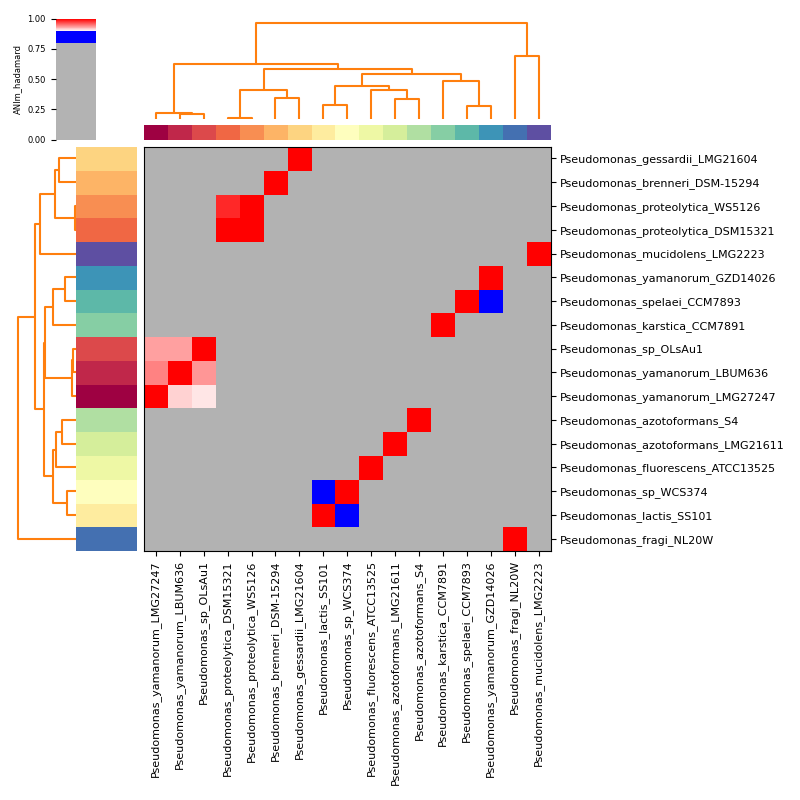 1.00
0.75
0.50
0.25
0.00
ANIm_hadamard
Pseudomonas_gessardii_LMG21604
Pseudomonas_brenneri_DSM-15294
Pseudomonas_proteolytica_WS5126
Pseudomonas_proteolytica_DSM15321
Pseudomonas_mucidolens_LMG2223
Pseudomonas_yamanorum_GZD14026
Pseudomonas_spelaei_CCM7893
Pseudomonas_karstica_CCM7891
Pseudomonas_sp_OLsAu1
Pseudomonas_yamanorum_LBUM636
Pseudomonas_yamanorum_LMG27247
Pseudomonas_azotoformans_S4
Pseudomonas_azotoformans_LMG21611
Pseudomonas_fluorescens_ATCC13525
Pseudomonas_sp_WCS374
Pseudomonas_lactis_SS101
Pseudomonas_fragi_NL20W
Pseudomonas_yamanorum_LMG27247
Pseudomonas_yamanorum_LBUM636
Pseudomonas_sp_OLsAu1
Pseudomonas_proteolytica_DSM15321
Pseudomonas_proteolytica_WS5126
Pseudomonas_brenneri_DSM-15294
Pseudomonas_gessardii_LMG21604
Pseudomonas_lactis_SS101
Pseudomonas_sp_WCS374
Pseudomonas_fluorescens_ATCC13525
Pseudomonas_azotoformans_LMG21611
Pseudomonas_azotoformans_S4
Pseudomonas_karstica_CCM7891
Pseudomonas_spelaei_CCM7893
Pseudomonas_yamanorum_GZD14026
Pseudomonas_fragi_NL20W
Pseudomonas_mucidolens_LMG2223